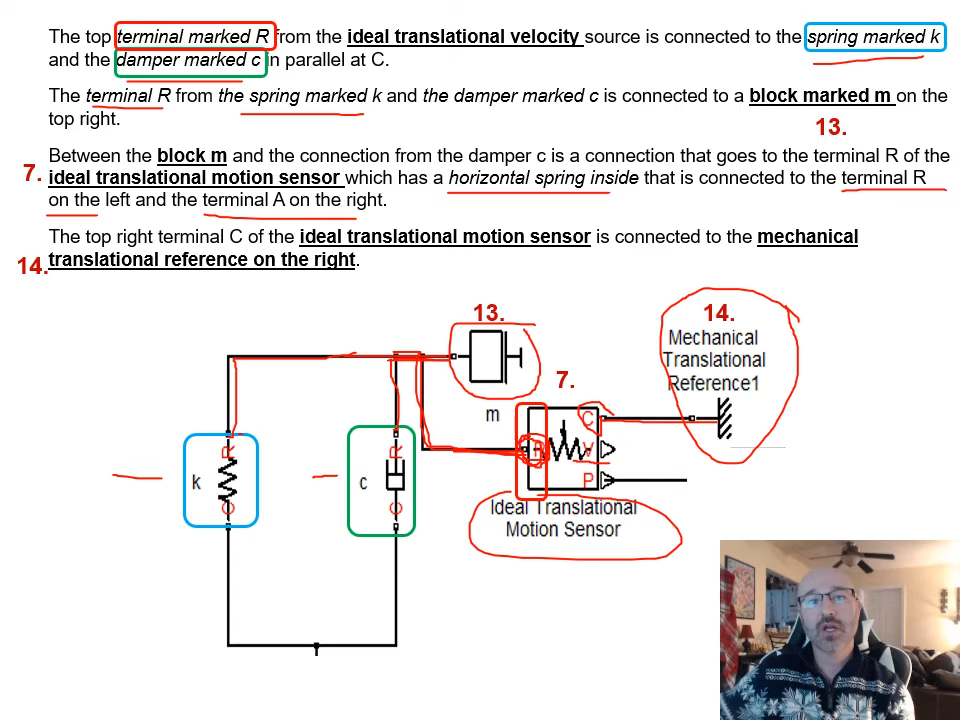 The top terminal marked R from the ideal translational velocity source is connected to the spring marked k
and the damper marked c in parallel at C.
The terminal R from the spring marked k and the damper marked c is connected to a block marked m on the
top right.
13.
Between the block m and the connection from the damper c is a connection that goes to the terminal R of the
7. ideal translational motion sensor which has a horizontal spring inside that is connected to the terminal R
on the left and the terminal A on the right.
The top right terminal C of the ideal translational motion sensor is connected to the mechanical
14. translational reference on the right.
13.
14.
Mechanical
Translational
Reference1
7.
m
C
R
R
R
V
k
c
P
C
C
Ideal Translational
Motion Sensor